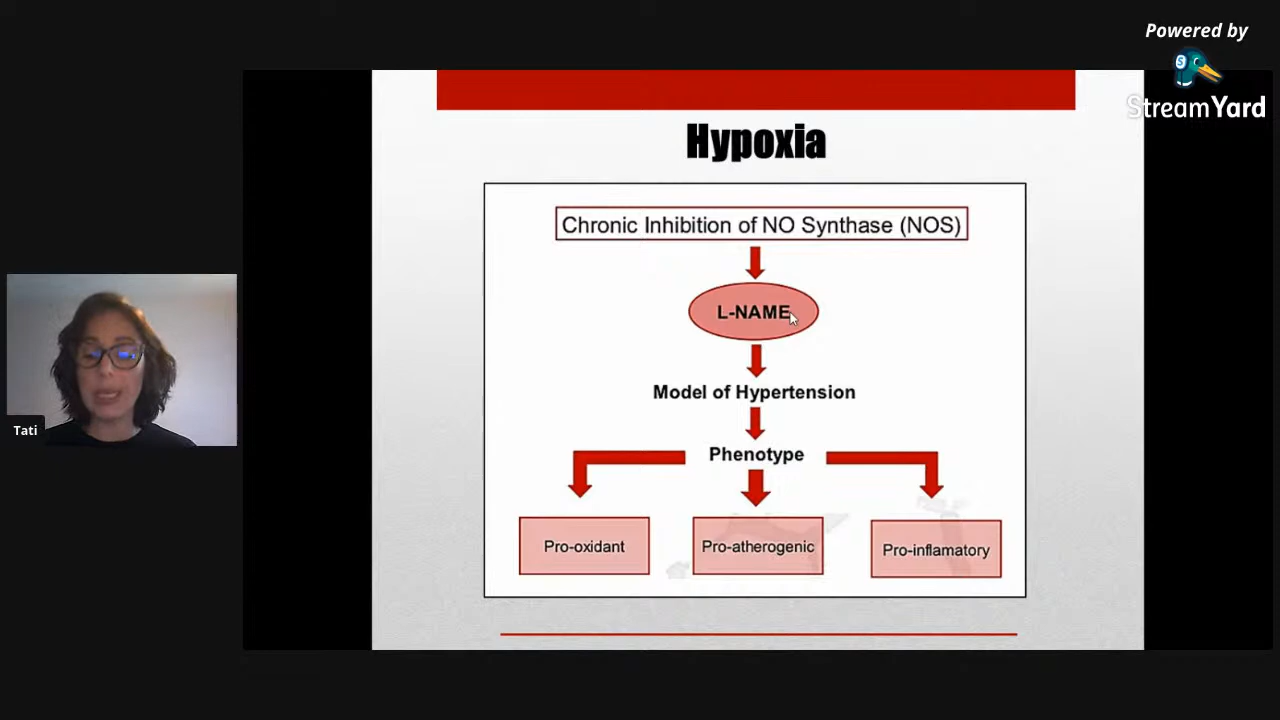 Powered by
StreamYard
Hypoxia
Chronic Inhibition of NO Synthase (NOS)
L-NAME
Model of Hypertension
Phenotype
Pro-oxidant
Pro-atherogenic
Pro-inflamatory
Tati